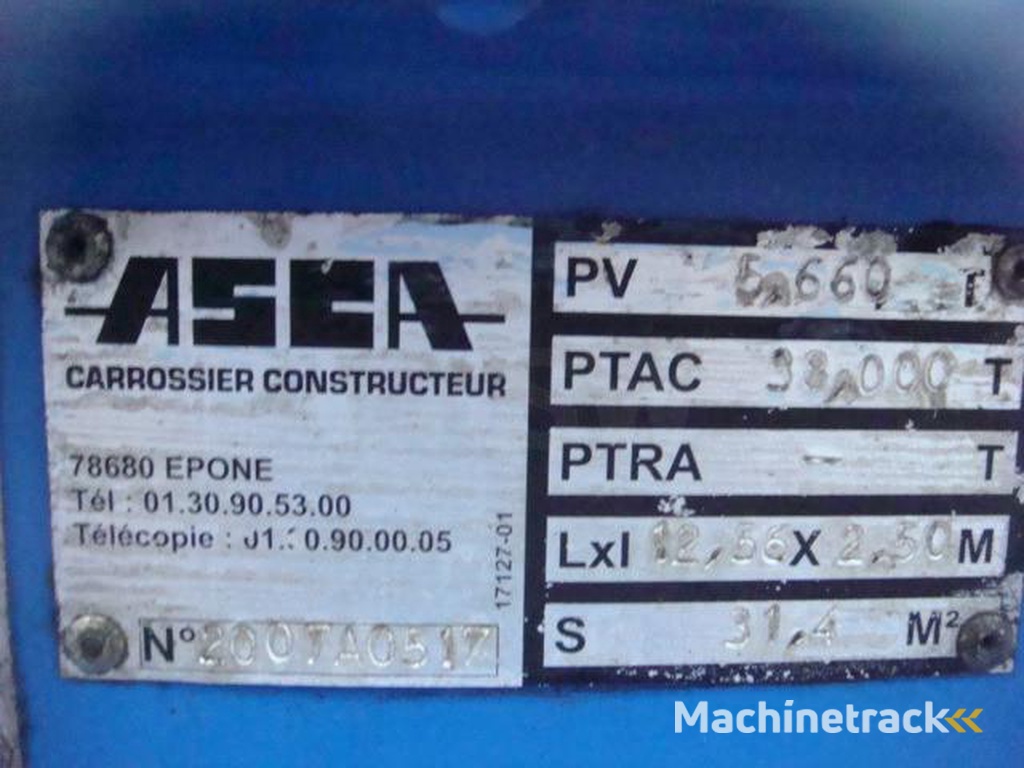 ASCA
CARROSSIER CONSTRUCTEUR
78680 EPONE
Tél : 01.30.90.53.00
Télécopie : 01.30.90.00.05
17127-01
N° 2007A0517
PV 6,660 T
PTAC 38,000 T
PTRA - T
Lxl 12,56 X 2,50 M
S 31,4 M²
Machinetrack